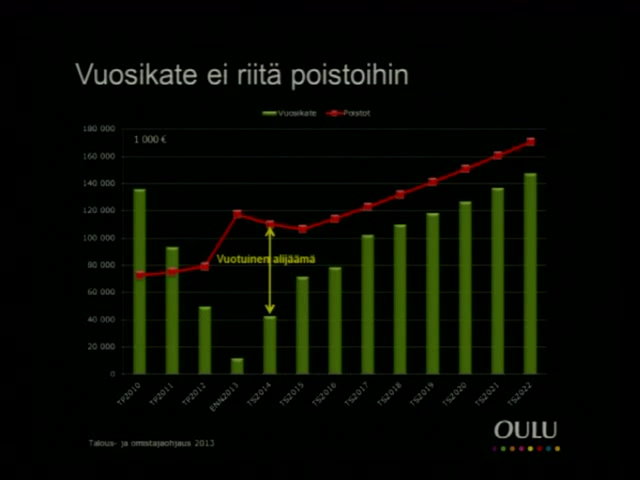 Vuosikate ei riitä poistoihin
Vuosikate
Poistot
180 000
1 000 €
160 000
140 000
120 000
100 000
80 000
60 000
40 000
20 000
0
Vuotuinen alijäämä
TP2010
TP2011
TP2012
ENN2013
TS2014
TS2015
TS2016
TS2017
TS2018
TS2019
TS2020
TS2021
TS2022
Talous- ja omistajaohjaus 2013
OULU